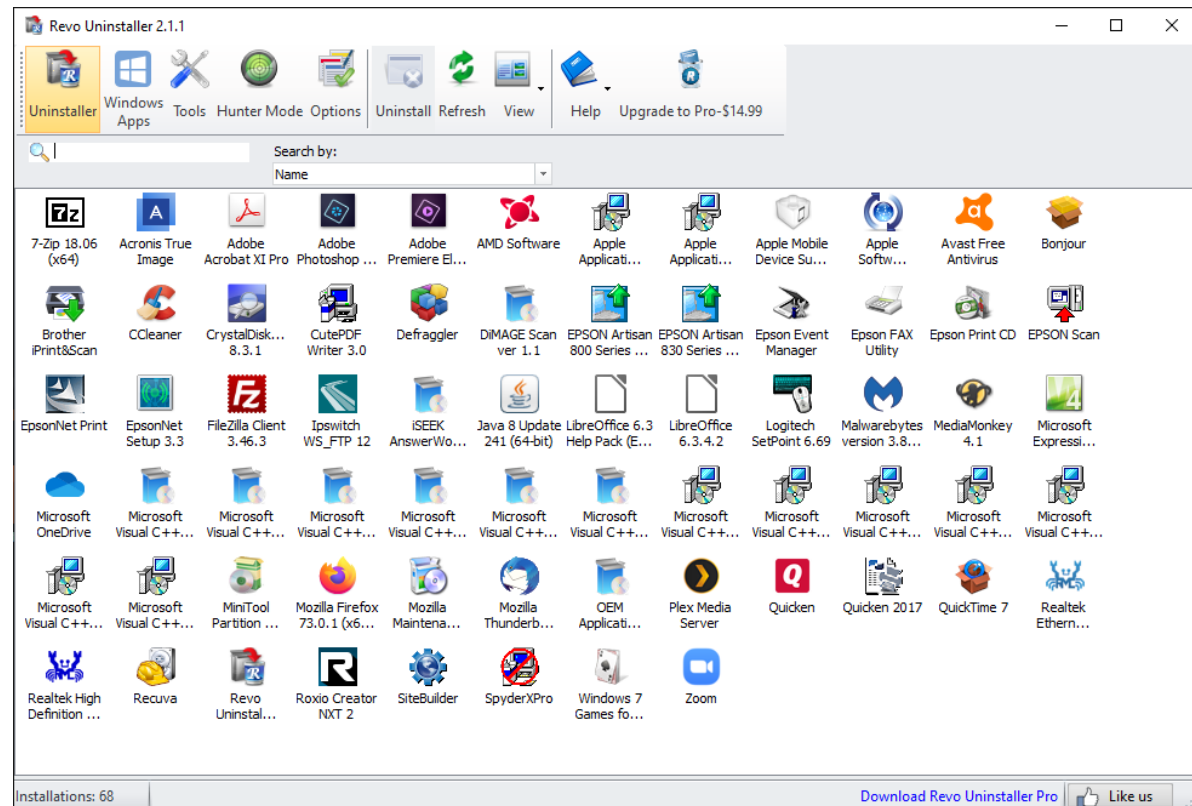 Revo Uninstaller 2.1.1
Uninstaller
Windows
Apps
Tools
Hunter Mode
Options
Uninstall
Refresh
View
Help
Upgrade to Pro-$14.99
Search by:
Name
7-Zip 18.06
(x64)
Acronis True
Image
Adobe
Acrobat XI Pro
Adobe
Photoshop ...
Adobe
Premiere El...
AMD Software
Apple
Applicati...
Apple
Applicati...
Apple Mobile
Device Su...
Apple
Softw...
Avast Free
Antivirus
Bonjour
Brother
iPrint&Scan
CCleaner
CrystalDisk...
8.3.1
CutePDF
Writer 3.0
Defraggler
DiMAGE Scan
ver 1.1
EPSON Artisan
800 Series ...
EPSON Artisan
830 Series ...
Epson Event
Manager
Epson FAX
Utility
Epson Print CD
EPSON Scan
EpsonNet Print
EpsonNet
Setup 3.3
FileZilla Client
3.46.3
Ipswitch
WS_FTP 12
iSEEK
AnswerWo...
Java 8 Update
241 (64-bit)
LibreOffice 6.3
Help Pack (E...
LibreOffice
6.3.4.2
Logitech
SetPoint 6.69
Malwarebytes
version 3.8...
MediaMonkey
4.1
Microsoft
Expressi...
Microsoft
OneDrive
Microsoft
Visual C++...
Microsoft
Visual C++...
Microsoft
Visual C++...
Microsoft
Visual C++...
Microsoft
Visual C++...
Microsoft
Visual C++...
Microsoft
Visual C++...
Microsoft
Visual C++...
Microsoft
Visual C++...
Microsoft
Visual C++...
Microsoft
Visual C++...
Microsoft
Visual C++...
Microsoft
Visual C++...
MiniTool
Partition ...
Mozilla Firefox
73.0.1 (x6...
Mozilla
Maintena...
Mozilla
Thunderb...
OEM
Applicati...
Plex Media
Server
Quicken
Quicken 2017
QuickTime 7
Realtek
Ethern...
Realtek High
Definition ...
Recuva
Revo
Uninstal...
Roxio Creator
NXT 2
SiteBuilder
SpyderXPro
Windows 7
Games fo...
Zoom
Installations: 68
Download Revo Uninstaller Pro
Like us